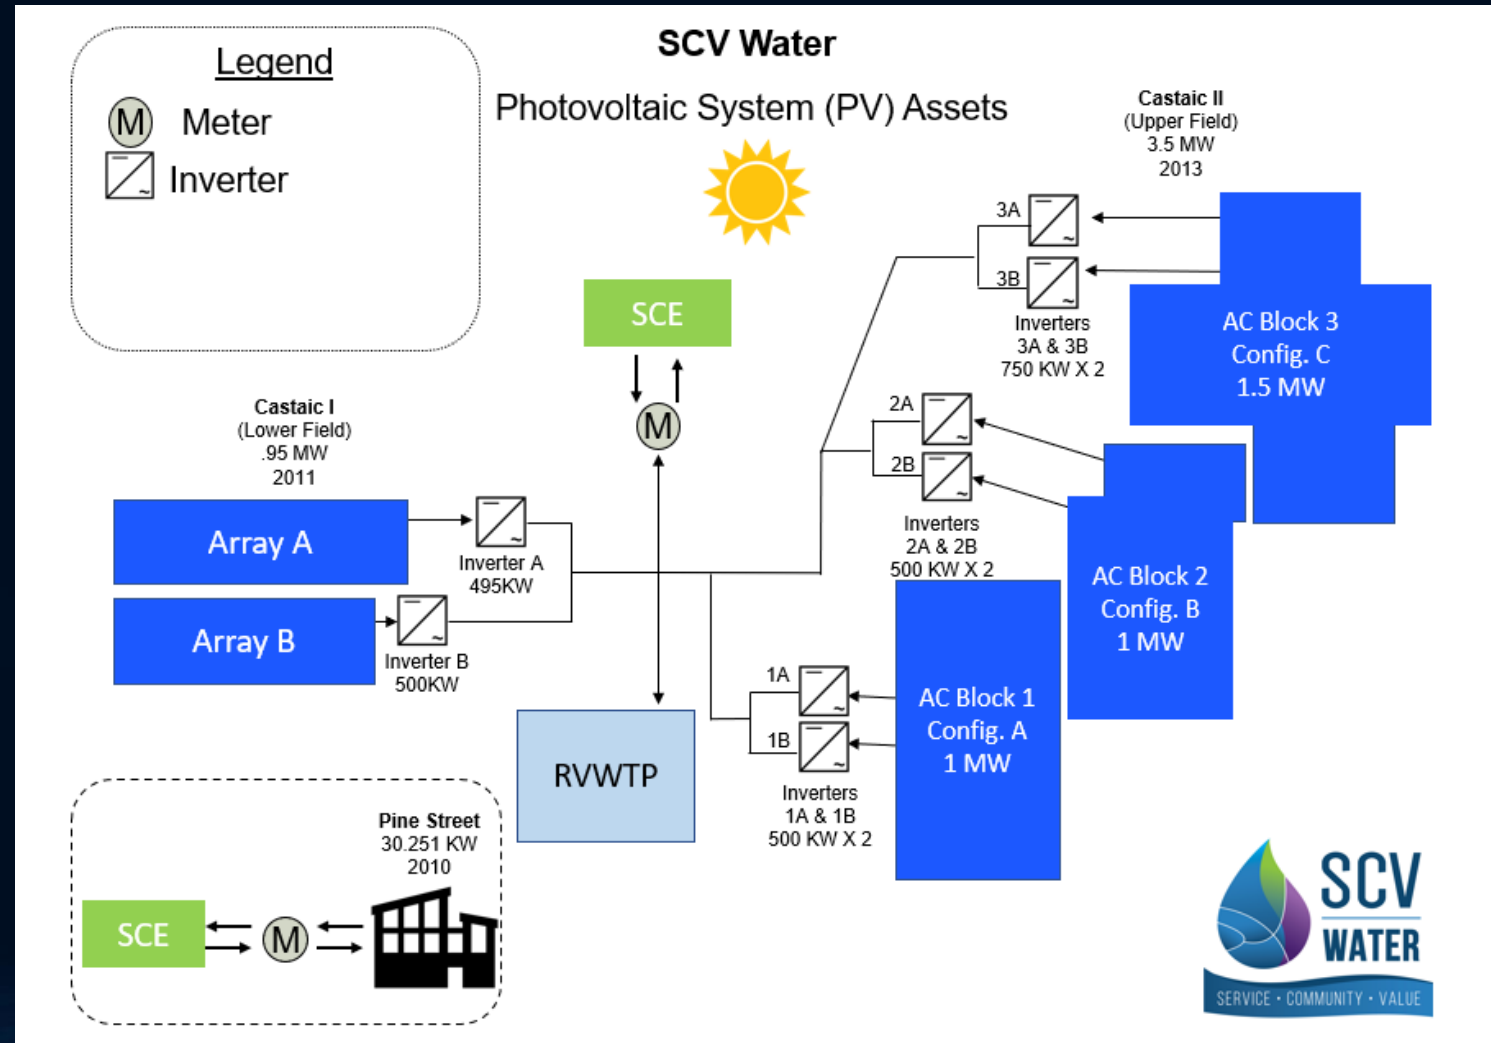 SCV Water
Photovoltaic System (PV) Assets
Legend
M Meter
Inverter
Castaic II
(Upper Field)
3.5 MW
2013
3A
3B
Inverters
3A & 3B
750 KW X 2
AC Block 3
Config. C
1.5 MW
SCE
M
2A
2B
Inverters
2A & 2B
500 KW X 2
AC Block 2
Config. B
1 MW
Castaic I
(Lower Field)
.95 MW
2011
Array A
Inverter A
495KW
Array B
Inverter B
500KW
1A
1B
Inverters
1A & 1B
500 KW X 2
AC Block 1
Config. A
1 MW
RVWTP
Pine Street
30.251 KW
2010
SCE
M
SCV
WATER
SERVICE • COMMUNITY • VALUE